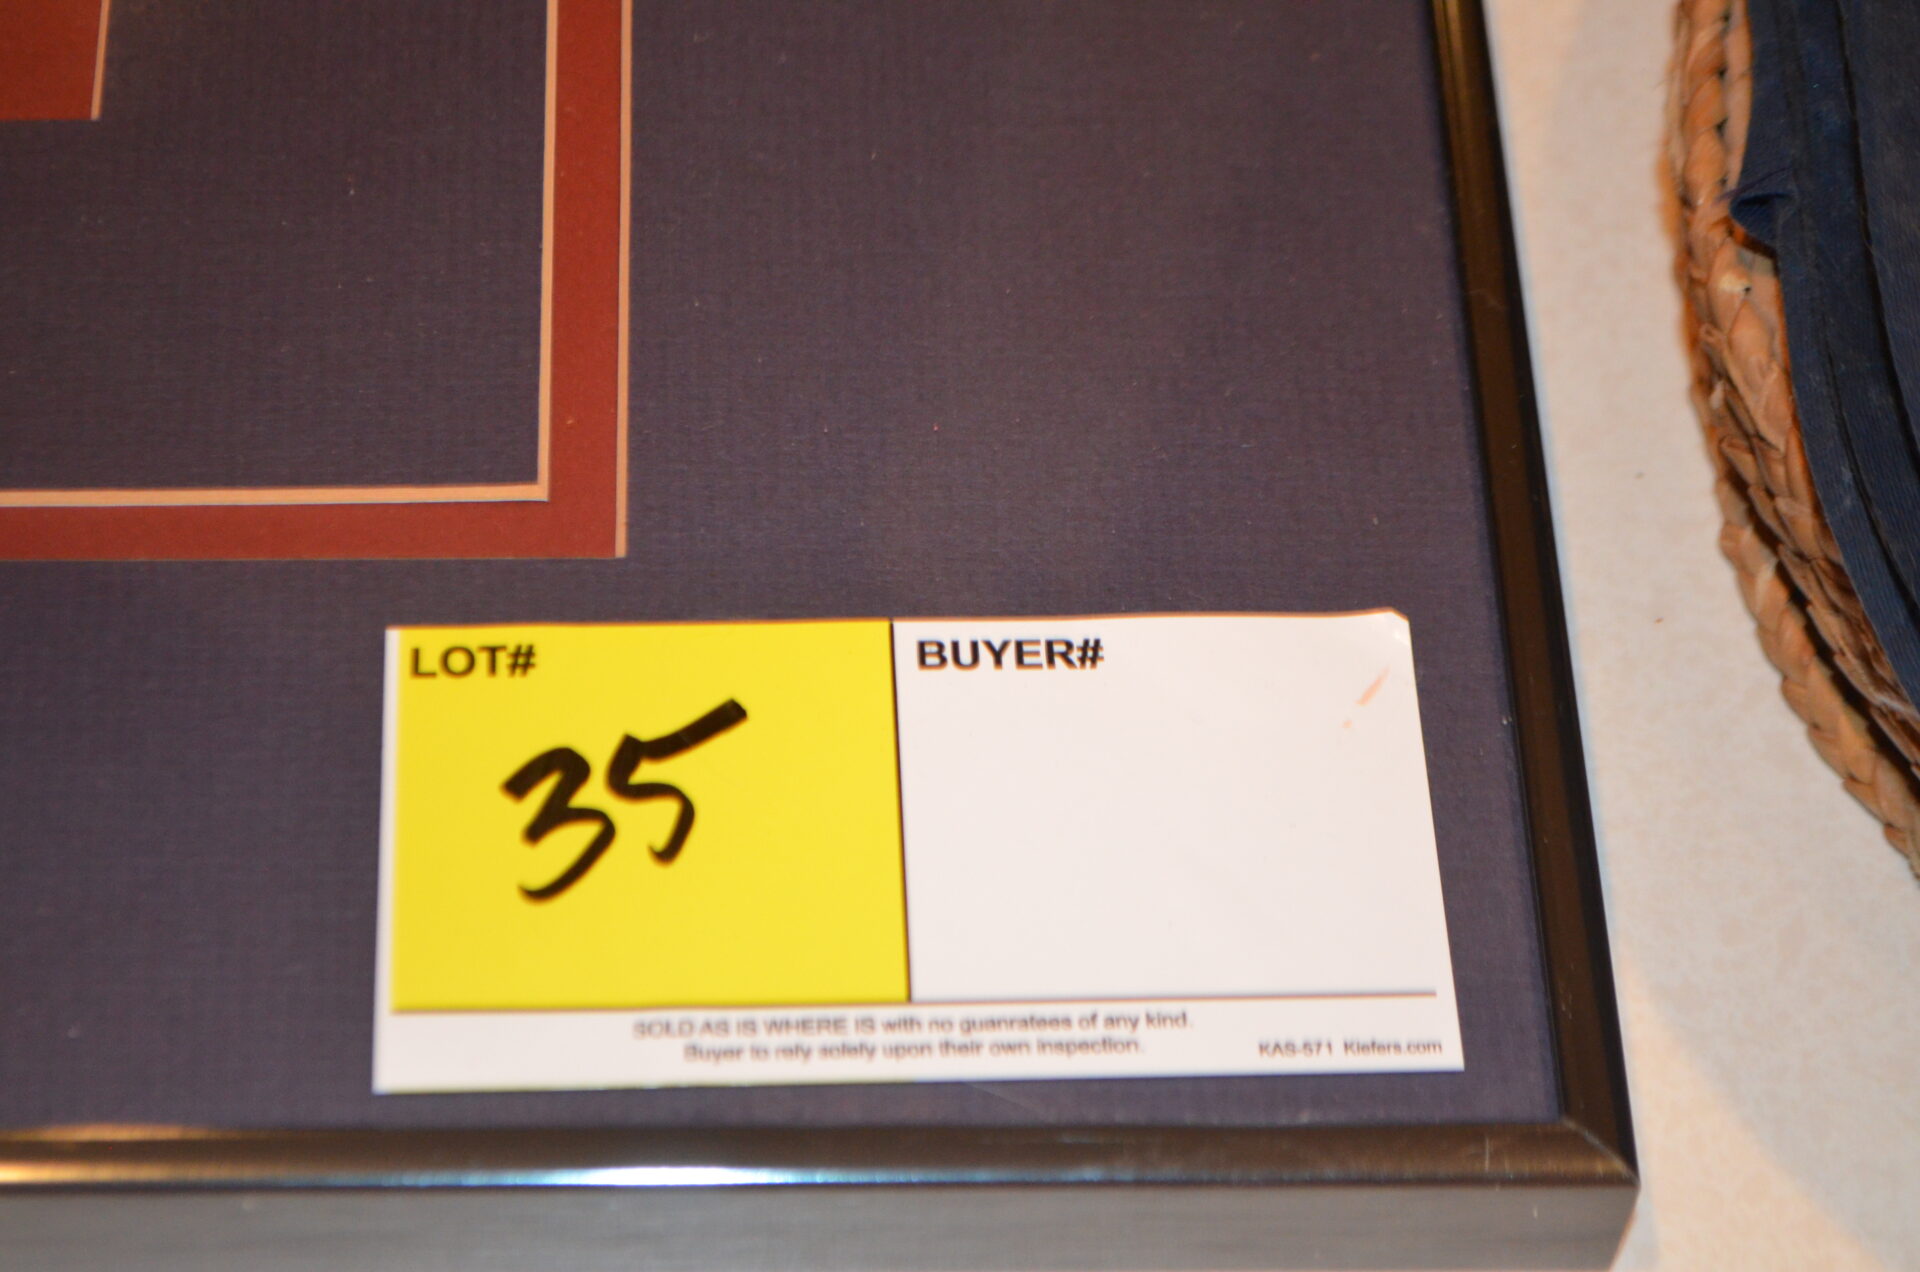 LOT#
BUYER#
35
SOLD AS IS WHERE IS with no guanratees of any kind.
Buyer to rely solely upon their own inspection.
KAS-571 Kiefers.com